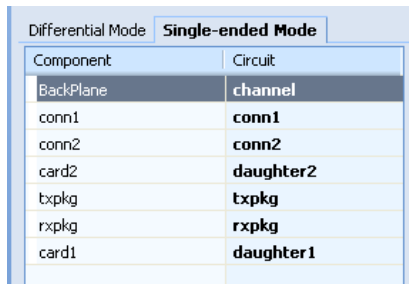 Differential Mode Single-ended Mode
Component Circuit
BackPlane channel
conn1 conn1
conn2 conn2
card2 daughter2
txpkg txpkg
rxpkg rxpkg
card1 daughter1